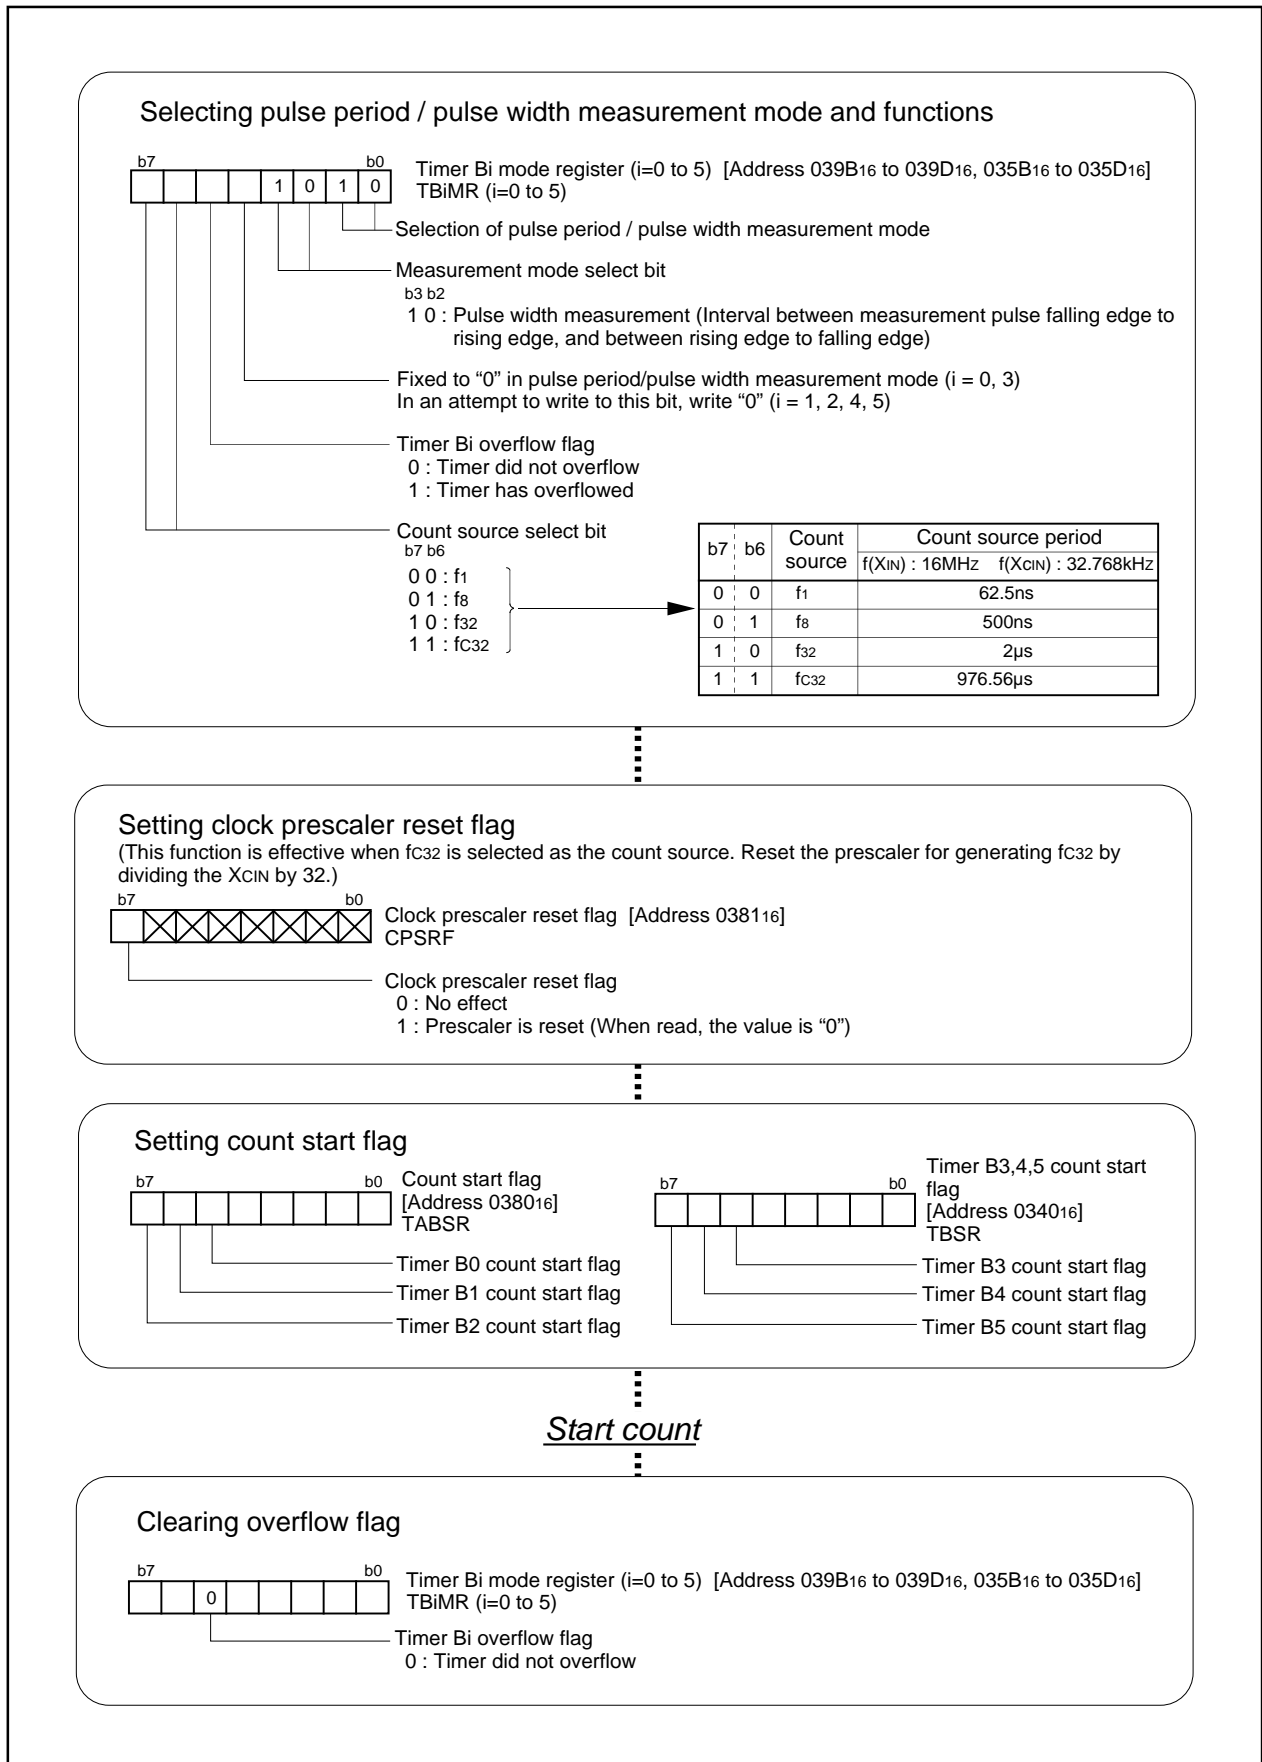 Selecting pulse period / pulse width measurement mode and functions
b7 b0
1 0 1 0
Timer Bi mode register (i=0 to 5) [Address 039B16 to 039D16, 035B16 to 035D16]
TBiMR (i=0 to 5)
Selection of pulse period / pulse width measurement mode
Measurement mode select bit
b3 b2
1 0 : Pulse width measurement (Interval between measurement pulse falling edge to
rising edge, and between rising edge to falling edge)
Fixed to “0” in pulse period/pulse width measurement mode (i = 0, 3)
In an attempt to write to this bit, write “0” (i = 1, 2, 4, 5)
Timer Bi overflow flag
0 : Timer did not overflow
1 : Timer has overflowed
Count source select bit
b7 b6
0 0 : f1
0 1 : f8
1 0 : f32
1 1 : fC32
b7 b6 Count source Count source period
f(XIN) : 16MHz f(XCIN) : 32.768kHz
0 0 f1 62.5ns
0 1 f8 500ns
1 0 f32 2µs
1 1 fC32 976.56µs
Setting clock prescaler reset flag
(This function is effective when fC32 is selected as the count source. Reset the prescaler for generating fC32 by
dividing the XCIN by 32.)
b7 b0
Clock prescaler reset flag [Address 038116]
CPSRF
Clock prescaler reset flag
0 : No effect
1 : Prescaler is reset (When read, the value is “0”)
Setting count start flag
b7 b0
Count start flag
[Address 038016]
TABSR
Timer B0 count start flag
Timer B1 count start flag
Timer B2 count start flag
b7 b0
Timer B3,4,5 count start
flag
[Address 034016]
TBSR
Timer B3 count start flag
Timer B4 count start flag
Timer B5 count start flag
Start count
Clearing overflow flag
b7 b0
0
Timer Bi mode register (i=0 to 5) [Address 039B16 to 039D16, 035B16 to 035D16]
TBiMR (i=0 to 5)
Timer Bi overflow flag
0 : Timer did not overflow